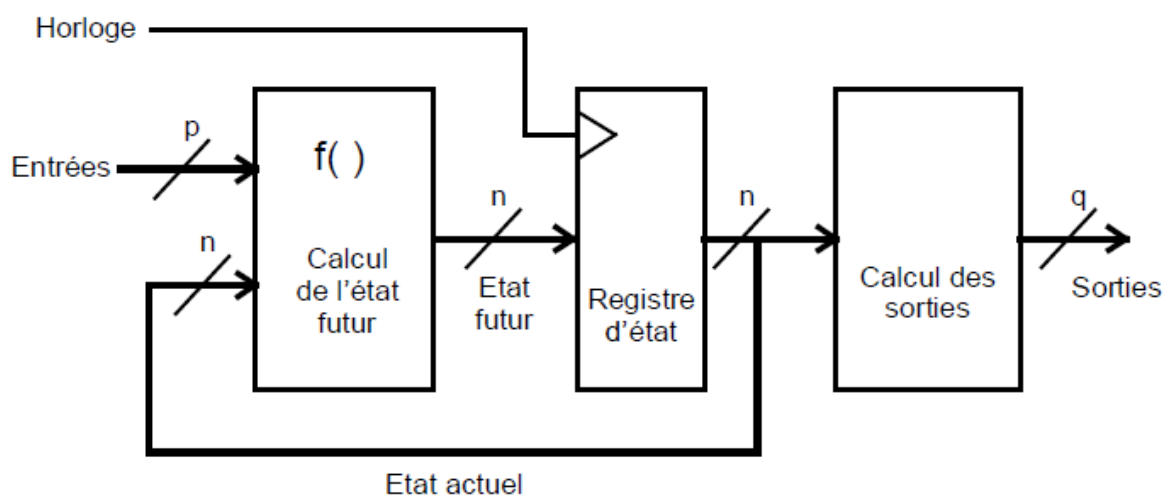 Horloge
p
Entrées
f( )
n
n
n
q
Calcul
de l'état
futur
Etat
futur
Registre
d'état
Calcul des
sorties
Sorties
Etat actuel